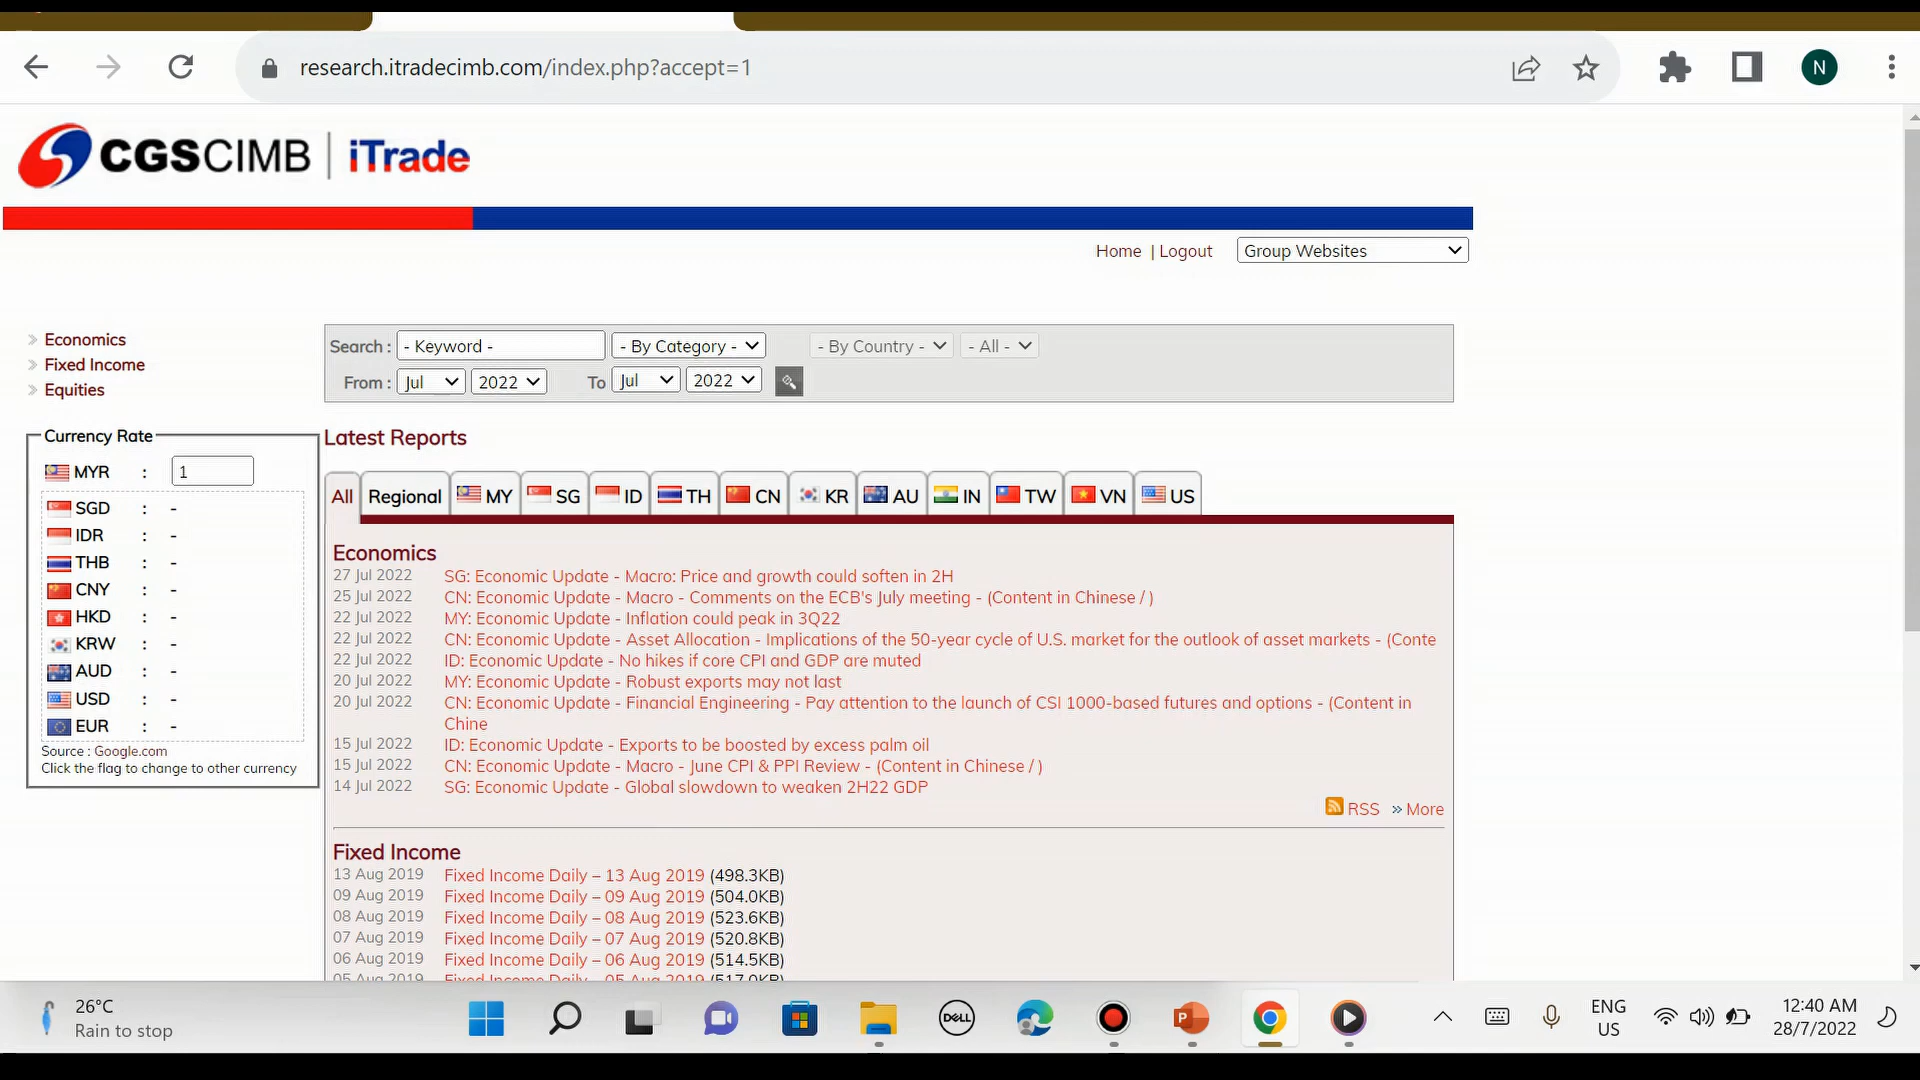 research.itradecimb.com/index.php?accept=1
N
CGSCIMB | iTrade
Home | Logout
Group Websites
Economics
Fixed Income
Equities
Search :
- Keyword -
- By Category -
- By Country -
- All -
From :
Jul
2022
To
Jul
2022
Currency Rate
MYR : 1
SGD : -
IDR : -
THB : -
CNY : -
HKD : -
KRW : -
AUD : -
USD : -
EUR : -
Source : Google.com
Click the flag to change to other currency
Latest Reports
All
Regional
MY
SG
ID
TH
CN
KR
AU
IN
TW
VN
US
Economics
27 Jul 2022 SG: Economic Update - Macro: Price and growth could soften in 2H
25 Jul 2022 CN: Economic Update - Macro - Comments on the ECB's July meeting - (Content in Chinese / )
22 Jul 2022 MY: Economic Update - Inflation could peak in 3Q22
22 Jul 2022 CN: Economic Update - Asset Allocation - Implications of the 50-year cycle of U.S. market for the outlook of asset markets - (Conte
22 Jul 2022 ID: Economic Update - No hikes if core CPI and GDP are muted
20 Jul 2022 MY: Economic Update - Robust exports may not last
20 Jul 2022 CN: Economic Update - Financial Engineering - Pay attention to the launch of CSI 1000-based futures and options - (Content in
Chine
15 Jul 2022 ID: Economic Update - Exports to be boosted by excess palm oil
15 Jul 2022 CN: Economic Update - Macro - June CPI & PPI Review - (Content in Chinese / )
14 Jul 2022 SG: Economic Update - Global slowdown to weaken 2H22 GDP
RSS » More
Fixed Income
13 Aug 2019 Fixed Income Daily – 13 Aug 2019 (498.3KB)
09 Aug 2019 Fixed Income Daily – 09 Aug 2019 (504.0KB)
08 Aug 2019 Fixed Income Daily – 08 Aug 2019 (523.6KB)
07 Aug 2019 Fixed Income Daily – 07 Aug 2019 (520.8KB)
06 Aug 2019 Fixed Income Daily – 06 Aug 2019 (514.5KB)
05 Aug 2019 Fixed Income Daily – 05 Aug 2019 (517.0KB)
26°C
Rain to stop
DELL
P
ENG
US
12:40 AM
28/7/2022